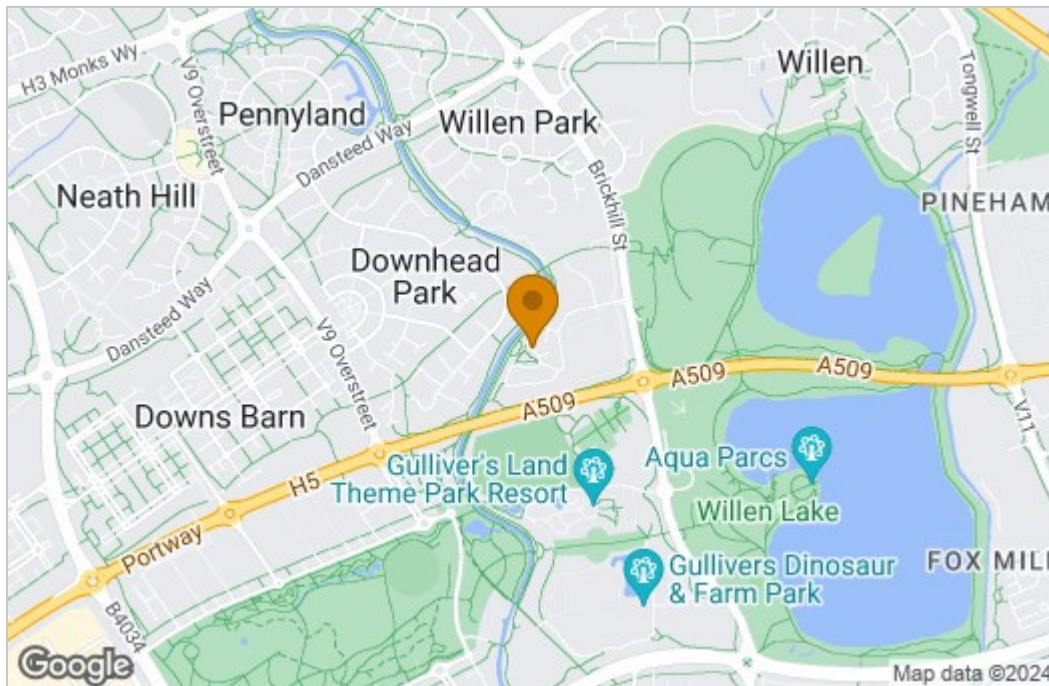 H3 Monks Wy
V9 Overstreet
Pennyland
Dansteed Way
Willen Park
Willen
Tongwell St
Neath Hill
Brickhill St
PINEHAM
Downhead
Park
Dansteed Way
V9 Overstreet
A509
A509
A509
Downs Barn
V11
H5
Gulliver's Land
Theme Park Resort
Aqua Parcs
Willen Lake
Portway
Gullivers Dinosaur
& Farm Park
FOX MIL
B4034
Google
Map data ©2024